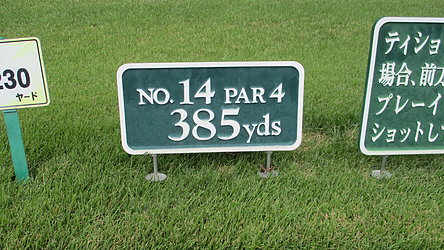 230
ヤード
NO. 14 PAR 4
385yds
ティショ
場合、前
プレーイ
ショットし